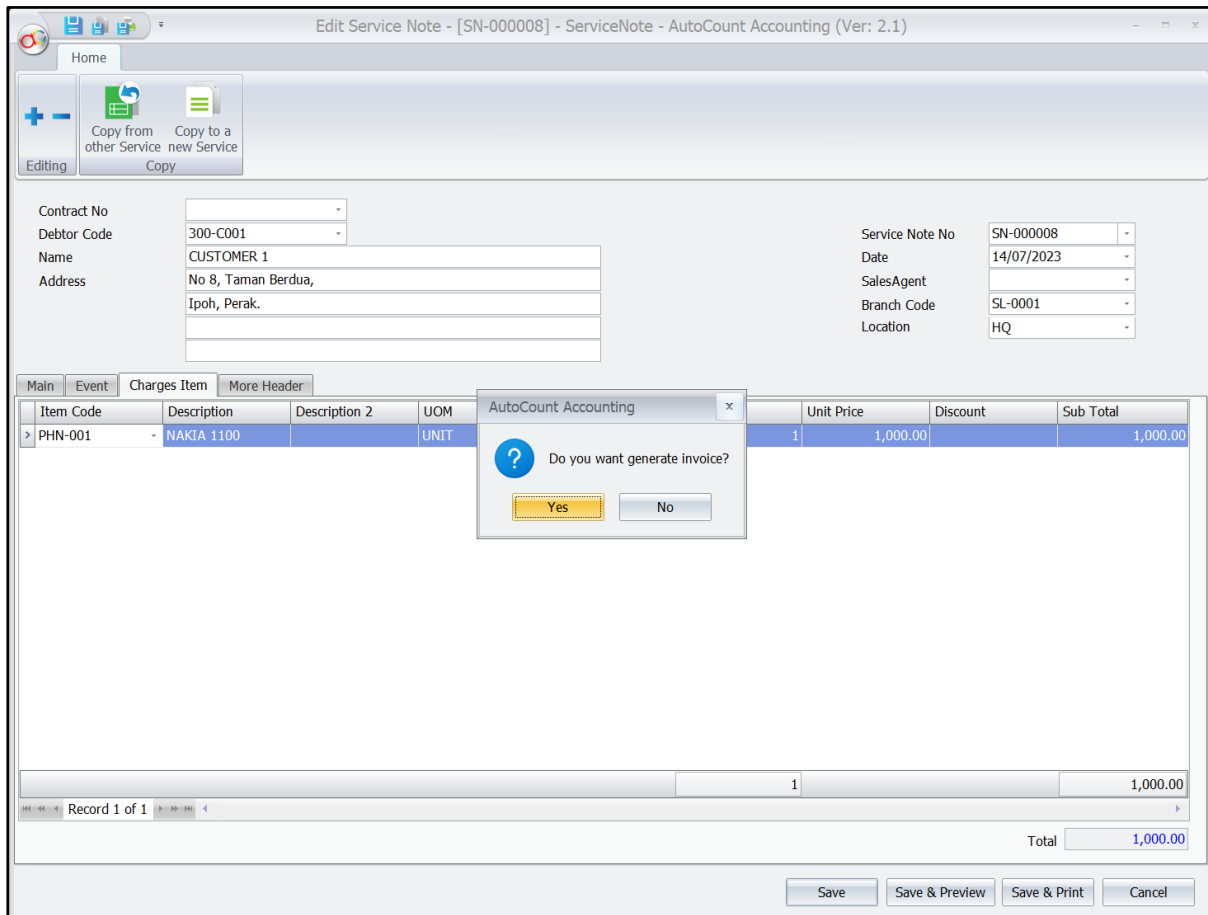 Edit Service Note - [SN-000008] - ServiceNote - AutoCount Accounting (Ver: 2.1)
Home
Copy from other Service
Copy to a new Service
Editing
Copy
Contract No
Debtor Code 300-C001
Name CUSTOMER 1
Address No 8, Taman Berdua,
Ipoh, Perak.
Service Note No SN-000008
Date 14/07/2023
SalesAgent
Branch Code SL-0001
Location HQ
Main Event Charges Item More Header
Item Code Description Description 2 UOM Unit Price Discount Sub Total
PHN-001 NAKIA 1100 UNIT 1 1,000.00 1,000.00
AutoCount Accounting x
Do you want generate invoice?
Yes No
1 1,000.00
Record 1 of 1
Total 1,000.00
Save Save & Preview Save & Print Cancel